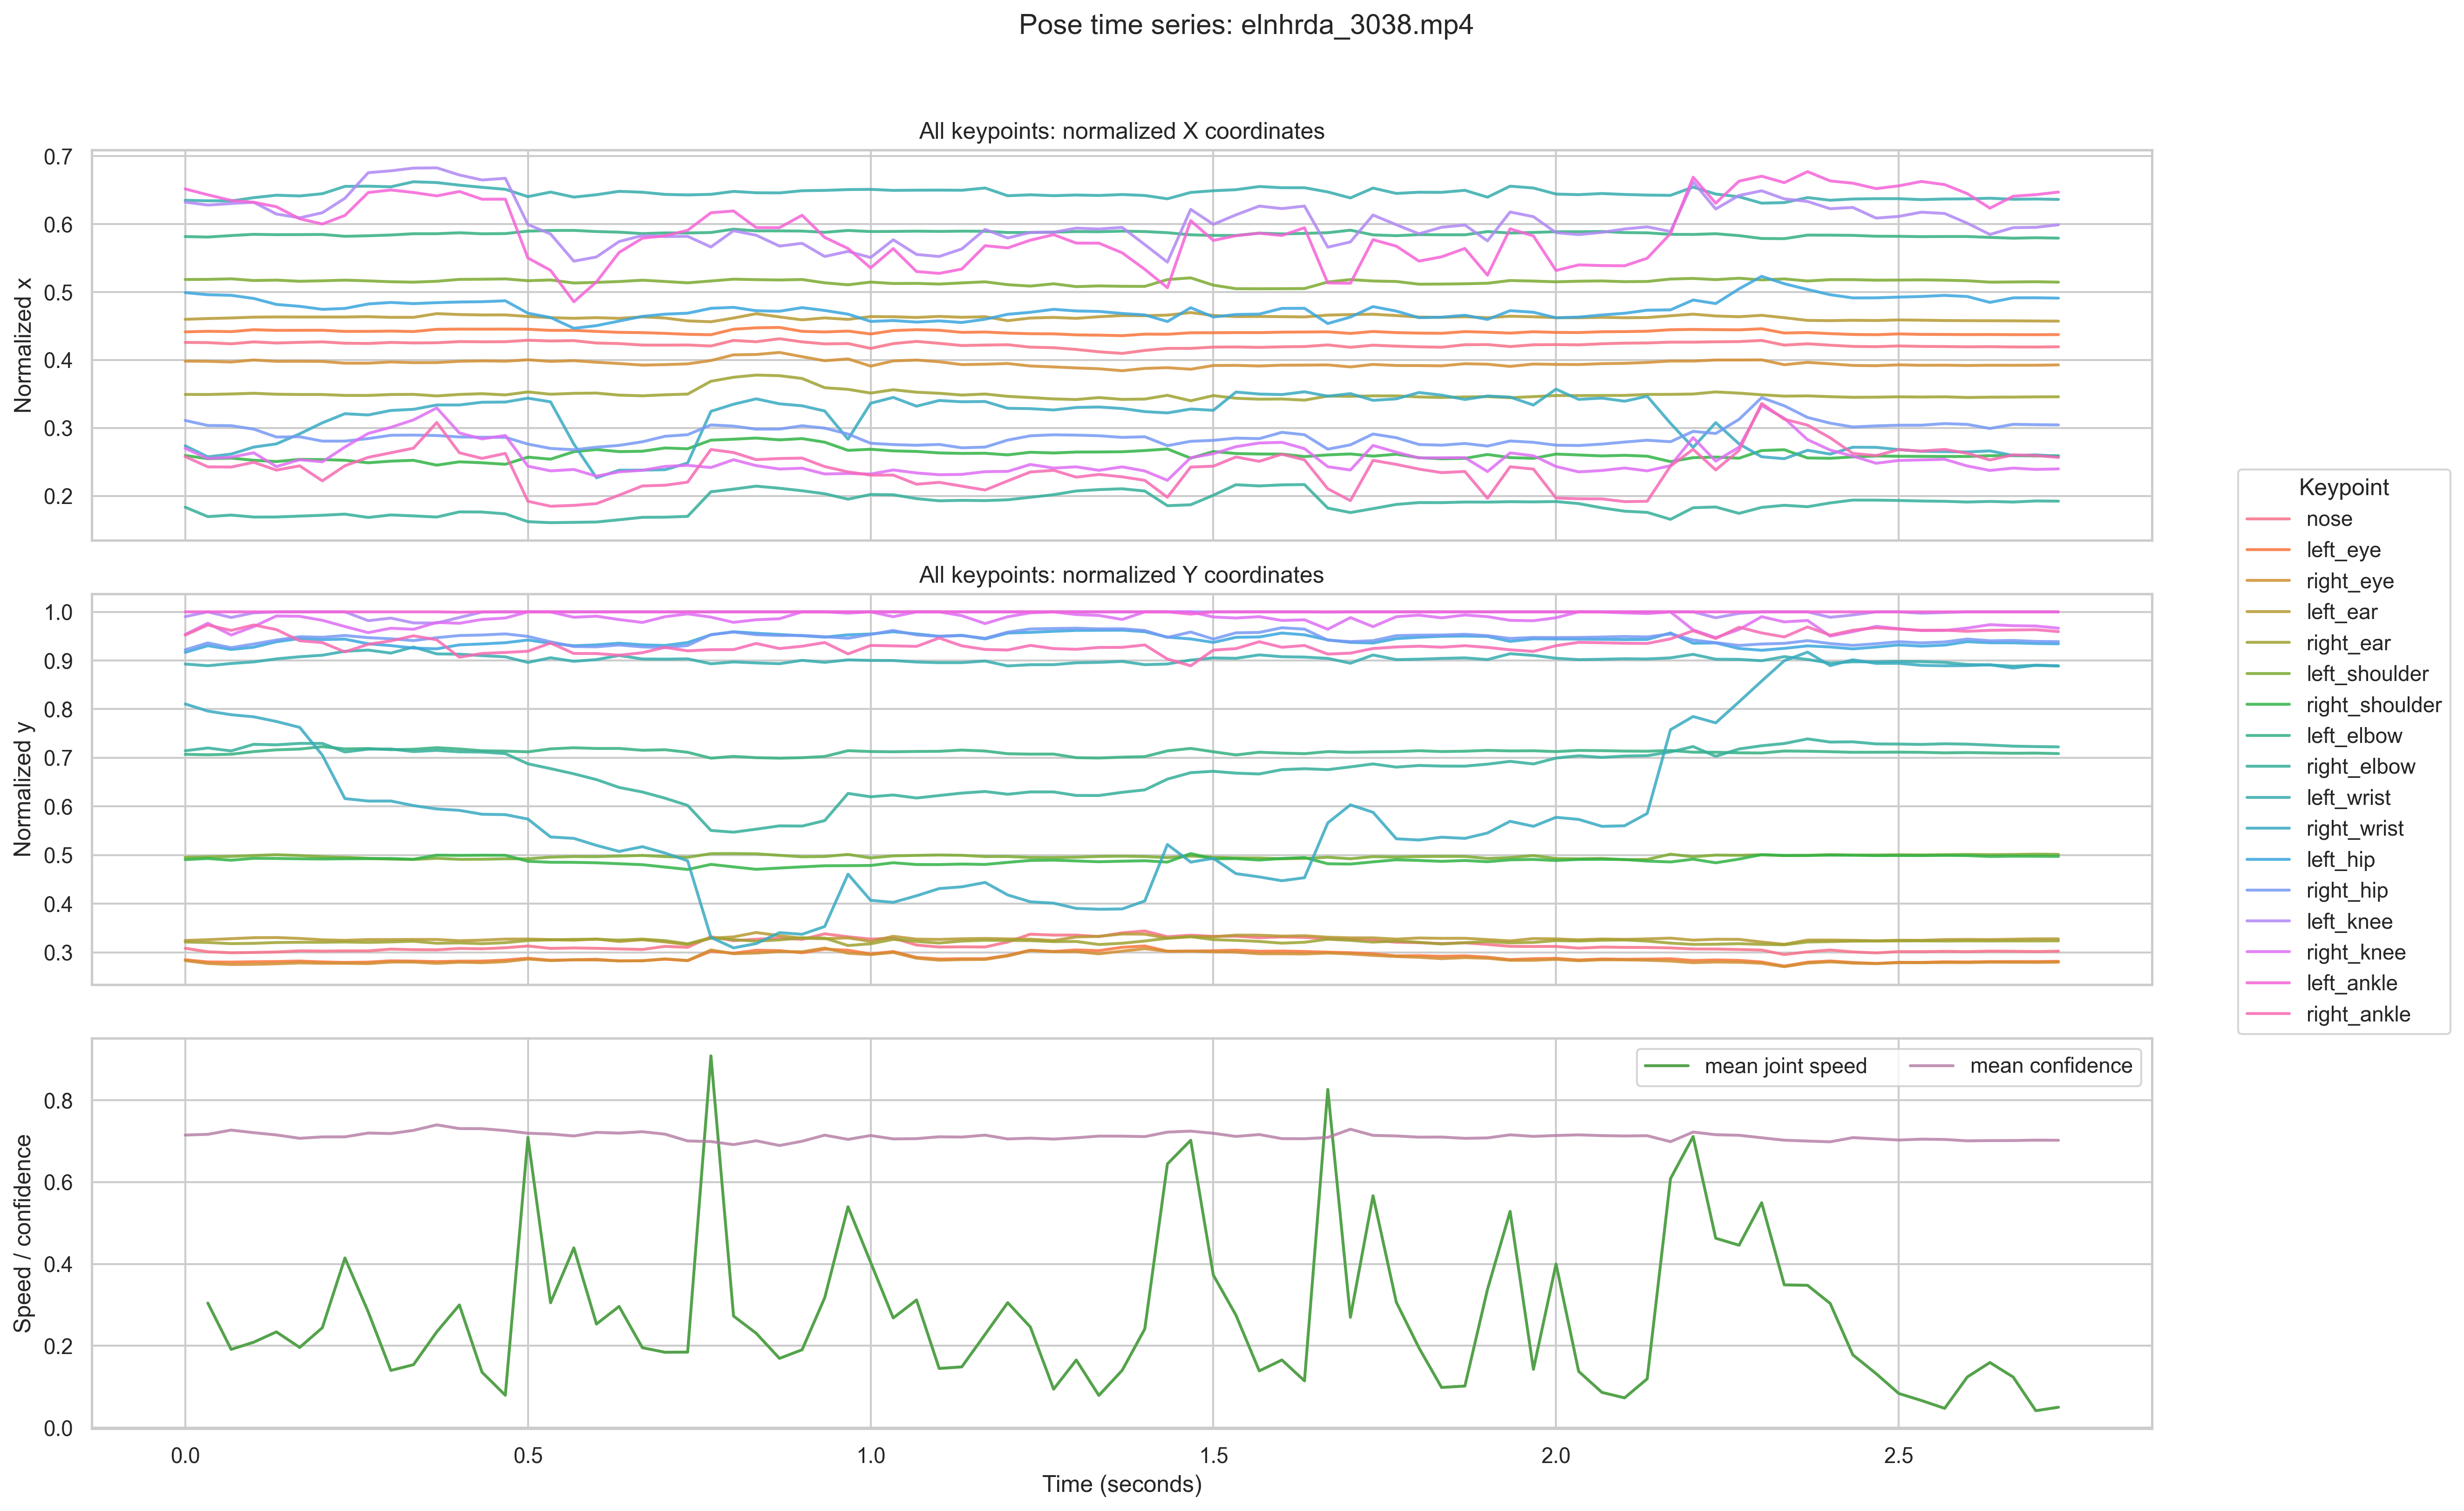 Pose time series: elnhrda_3038.mp4
All keypoints: normalized X coordinates
Normalized x
0.7
0.6
0.5
0.4
0.3
0.2
All keypoints: normalized Y coordinates
Normalized y
1.0
0.9
0.8
0.7
0.6
0.5
0.4
0.3
Keypoint
nose
left_eye
right_eye
left_ear
right_ear
left_shoulder
right_shoulder
left_elbow
right_elbow
left_wrist
right_wrist
left_hip
right_hip
left_knee
right_knee
left_ankle
right_ankle
mean joint speed mean confidence
Speed / confidence
0.8
0.6
0.4
0.2
0.0
0.0 0.5 1.0 1.5 2.0 2.5
Time (seconds)